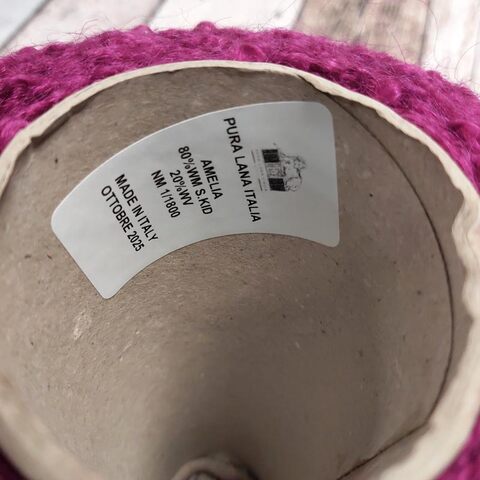 PURA LANA ITALIA
AMELIA
80%WM S.KID
20%WV
NM 1/1800
MADE IN ITALY
OTTOBRE 2025